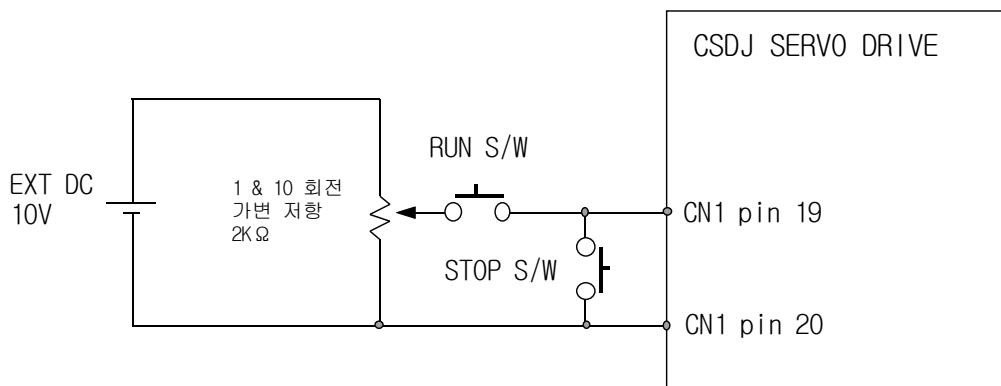 CSDJ SERVO DRIVE
RUN S/W
EXT DC
10V
1 & 10 회전
가변 저항
2KΩ
CN1 pin 19
STOP S/W
CN1 pin 20